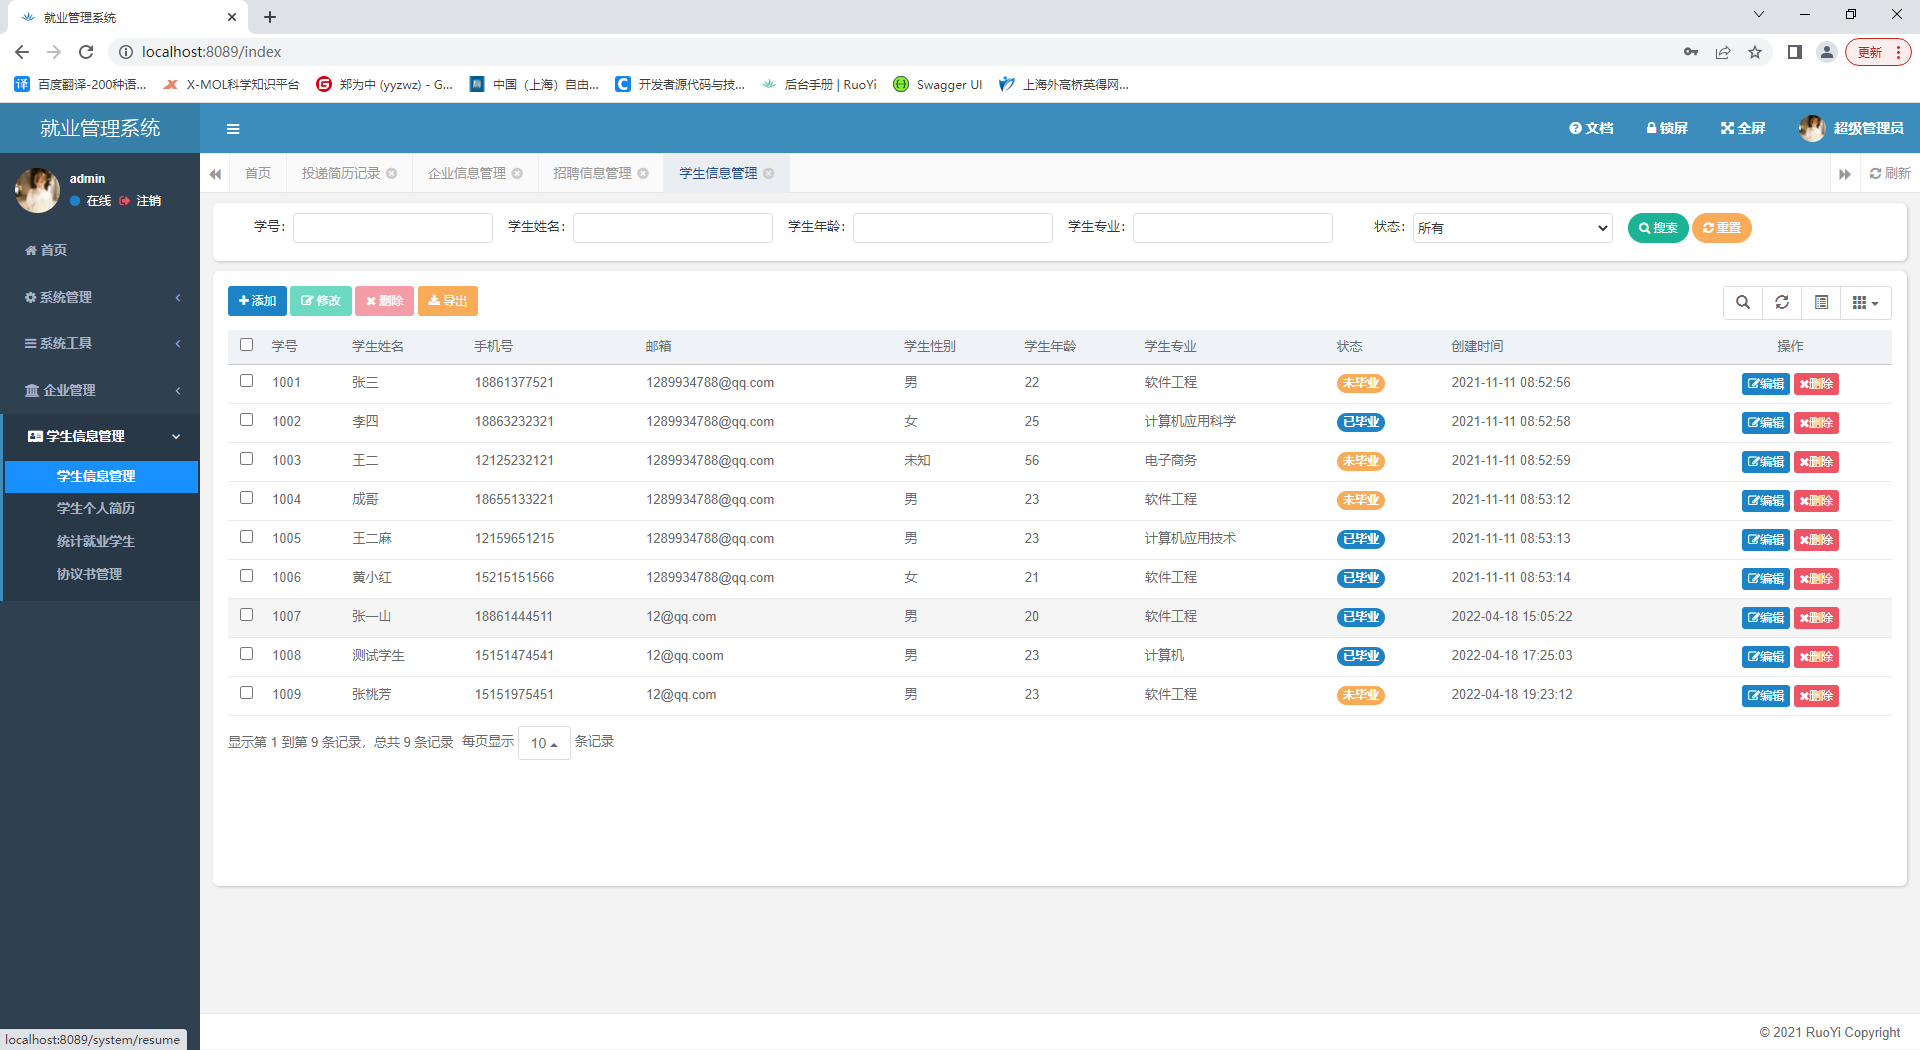 就业管理系统
localhost:8089/index
更新
百度翻译-200种语...
X-MOL科学知识平台
郑为中 (yyzwz) - G...
中国（上海）自由...
开发者源代码与技...
后台手册 | RuoYi
Swagger UI
上海外高桥英得网...
就业管理系统
文档 锁屏 全屏 超级管理员
admin
在线 注销
首页
系统管理
系统工具
企业管理
学生信息管理
学生信息管理
学生个人简历
统计就业学生
协议书管理
首页 投递简历记录 企业信息管理 招聘信息管理 学生信息管理 刷新
学号： 学生姓名： 学生年龄： 学生专业： 状态： 所有 搜索 重置
添加 修改 删除 导出
学号 学生姓名 手机号 邮箱 学生性别 学生年龄 学生专业 状态 创建时间 操作
1001 张三 18861377521 1289934788@qq.com 男 22 软件工程 未毕业 2021-11-11 08:52:56 编辑 删除
1002 李四 18863232321 1289934788@qq.com 女 25 计算机应用科学 已毕业 2021-11-11 08:52:58 编辑 删除
1003 王二 12125232121 1289934788@qq.com 未知 56 电子商务 未毕业 2021-11-11 08:52:59 编辑 删除
1004 成哥 18655133221 1289934788@qq.com 男 23 软件工程 未毕业 2021-11-11 08:53:12 编辑 删除
1005 王二麻 12159651215 1289934788@qq.com 男 23 计算机应用技术 已毕业 2021-11-11 08:53:13 编辑 删除
1006 黄小红 15215151566 1289934788@qq.com 女 21 软件工程 已毕业 2021-11-11 08:53:14 编辑 删除
1007 张一山 18861444511 12@qq.com 男 20 软件工程 已毕业 2022-04-18 15:05:22 编辑 删除
1008 测试学生 15151474541 12@qq.coom 男 23 计算机 已毕业 2022-04-18 17:25:03 编辑 删除
1009 张桃芳 15151975451 12@qq.com 男 23 软件工程 未毕业 2022-04-18 19:23:12 编辑 删除
显示第 1 到第 9 条记录，总共 9 条记录 每页显示 10 条记录
© 2021 RuoYi Copyright
localhost:8089/system/resume